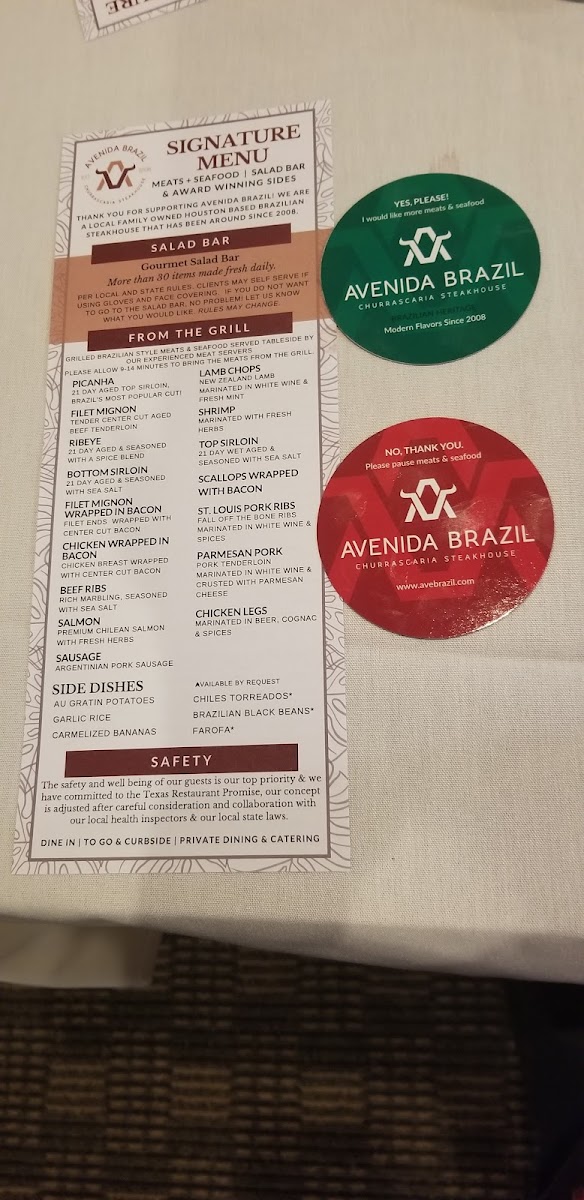 URE
AVENIDA BRAZIL
CHURRASCARIA STEAKHOUSE
SIGNATURE
MENU
MEATS + SEAFOOD | SALAD BAR
& AWARD WINNING SIDES
THANK YOU FOR SUPPORTING AVENIDA BRAZIL! WE ARE
A LOCAL FAMILY OWNED HOUSTON BASED BRAZILIAN
STEAKHOUSE THAT HAS BEEN AROUND SINCE 2008.
SALAD BAR
Gourmet Salad Bar
More than 30 items made fresh daily.
PER LOCAL AND STATE RULES, CLIENTS MAY SELF SERVE IF
USING GLOVES AND FACE COVERING. IF YOU DO NOT WANT
TO GO TO THE SALAD BAR, NO PROBLEM! LET US KNOW
WHAT YOU WOULD LIKE. RULES MAY CHANGE.
FROM THE GRILL
GRILLED BRAZILIAN STYLE MEATS & SEAFOOD SERVED TABLESIDE BY
OUR EXPERIENCED MEAT SERVERS
PLEASE ALLOW 9-14 MINUTES TO BRING THE MEATS FROM THE GRILL.
PICANHA
21 DAY AGED TOP SIRLOIN,
BRAZIL'S MOST POPULAR CUT!
FILET MIGNON
TENDER CENTER CUT AGED
BEEF TENDERLOIN
RIBEYE
21 DAY AGED & SEASONED
WITH A SPICE BLEND
BOTTOM SIRLOIN
21 DAY AGED & SEASONED
WITH SEA SALT
FILET MIGNON
WRAPPED IN BACON
FILET ENDS WRAPPED WITH
CENTER CUT BACON
CHICKEN WRAPPED IN
BACON
CHICKEN BREAST WRAPPED
WITH CENTER CUT BACON
BEEF RIBS
RICH MARBLING, SEASONED
WITH SEA SALT
SALMON
PREMIUM CHILEAN SALMON
WITH FRESH HERBS
SAUSAGE
ARGENTINIAN PORK SAUSAGE
LAMB CHOPS
NEW ZEALAND LAMB
MARINATED IN WHITE WINE &
FRESH MINT
SHRIMP
MARINATED WITH FRESH
HERBS
TOP SIRLOIN
21 DAY WET AGED &
SEASONED WITH SEA SALT
SCALLOPS WRAPPED
WITH BACON
ST. LOUIS PORK RIBS
FALL OFF THE BONE RIBS
MARINATED IN WHITE WINE &
SPICES
PARMESAN PORK
PORK TENDERLOIN
MARINATED IN WHITE WINE &
CRUSTED WITH PARMESAN
CHEESE
CHICKEN LEGS
MARINATED IN BEER, COGNAC
& SPICES
SIDE DISHES
AU GRATIN POTATOES
GARLIC RICE
CARMELIZED BANANAS
AVAILABLE BY REQUEST
CHILES TORREADOS*
BRAZILIAN BLACK BEANS*
FAROFA*
SAFETY
The safety and well being of our guests is our top priority & we
have committed to the Texas Restaurant Promise, our concept
is adjusted after careful consideration and collaboration with
our local health inspectors & our local state laws.
DINE IN | TO GO & CURBSIDE | PRIVATE DINING & CATERING
YES, PLEASE!
I would like more meats & seafood
AVENIDA BRAZIL
CHURRASCARIA STEAKHOUSE
BRAZILIAN HERITAGE
Modern Flavors Since 2008
NO, THANK YOU.
Please pause meats & seafood
AVENIDA BRAZIL
CHURRASCARIA STEAKHOUSE
www.avebrazil.com